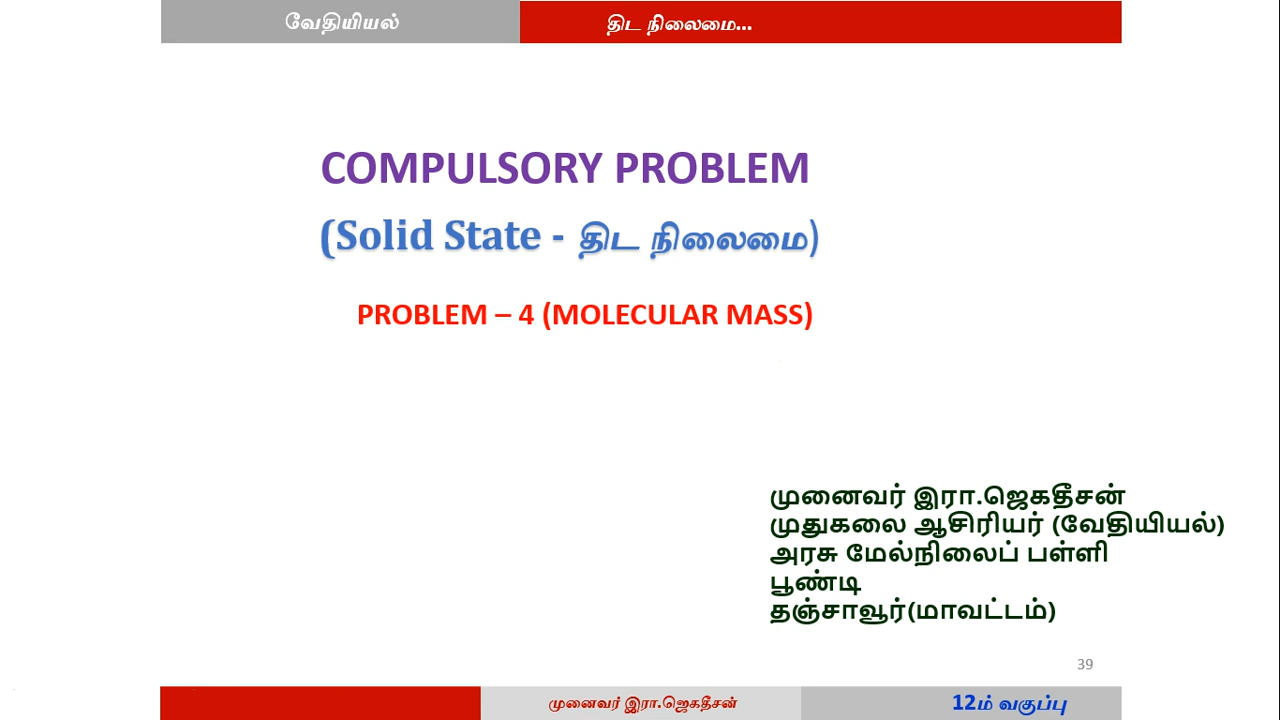 வேதியியல்
திட நிலைமை...
COMPULSORY PROBLEM
(Solid State - திட நிலைமை)
PROBLEM – 4 (MOLECULAR MASS)
முனைவர் இரா.ஜெகதீசன்
முதுகலை ஆசிரியர் (வேதியியல்)
அரசு மேல்நிலைப் பள்ளி
பூண்டி
தஞ்சாவூர்(மாவட்டம்)
39
முனைவர் இரா.ஜெகதீசன்
12ம் வகுப்பு